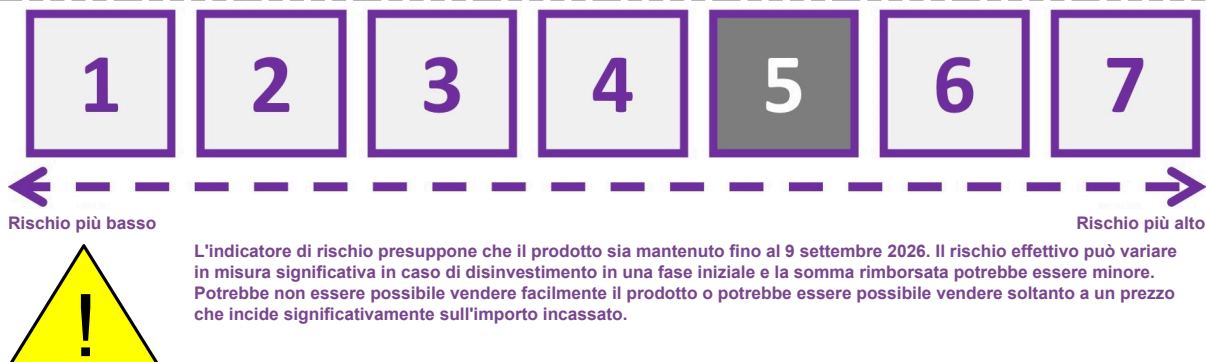 1 2 3 4 5 6 7
Rischio più basso Rischio più alto
L'indicatore di rischio presuppone che il prodotto sia mantenuto fino al 9 settembre 2026. Il rischio effettivo può variare
in misura significativa in caso di disinvestimento in una fase iniziale e la somma rimborsata potrebbe essere minore.
Potrebbe non essere possibile vendere facilmente il prodotto o potrebbe essere possibile vendere soltanto a un prezzo
che incide significativamente sull'importo incassato.
!